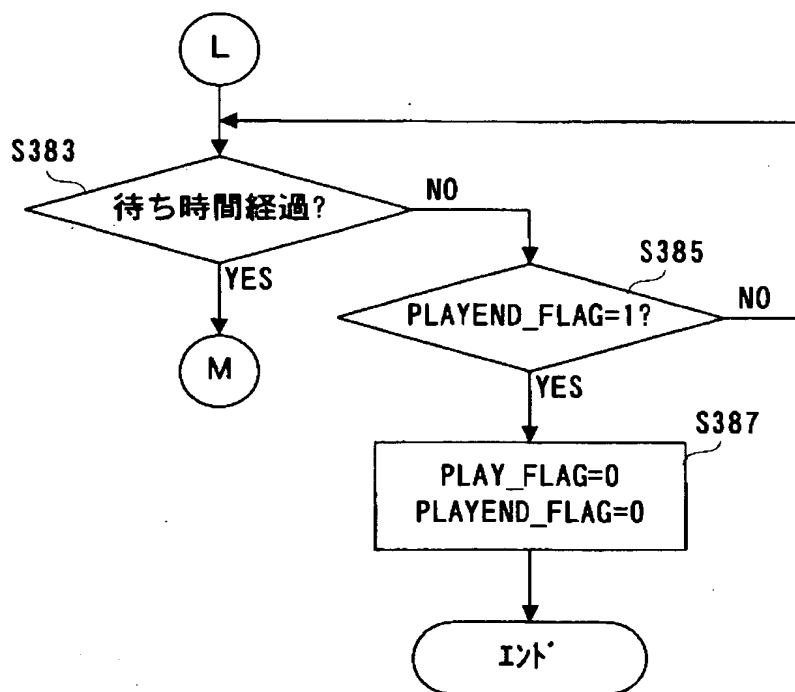 L
S383
待ち時間経過?
NO
YES
S385
PLAYEND_FLAG=1?
NO
M
YES
S387
PLAY_FLAG=0
PLAYEND_FLAG=0
ｴﾝﾄﾞ